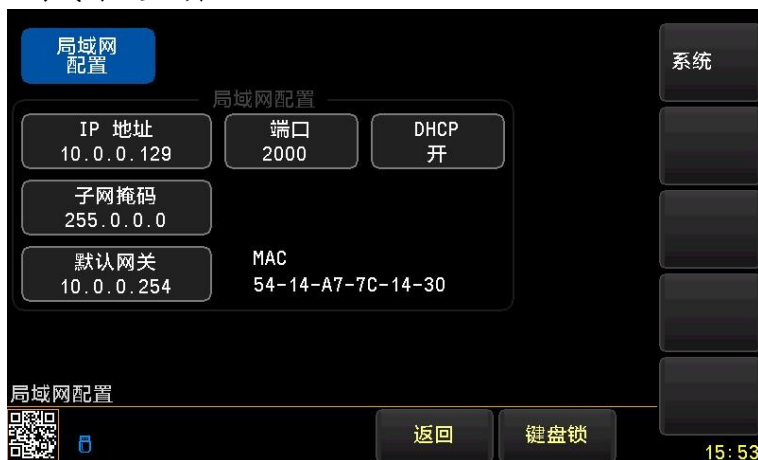 局域网
配置
系统
局域网配置
IP 地址
10.0.0.129
端口
2000
DHCP
开
子网掩码
255.0.0.0
默认网关
10.0.0.254
MAC
54-14-A7-7C-14-30
局域网配置
返回
键盘锁
15:53